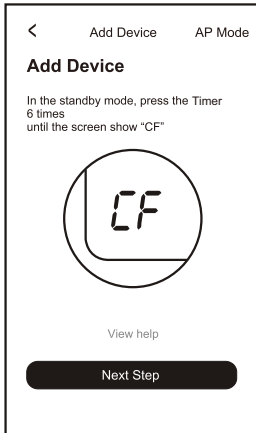 Add Device AP Mode
Add Device
In the standby mode, press the Timer
6 times
until the screen show “CF”
CF
View help
Next Step